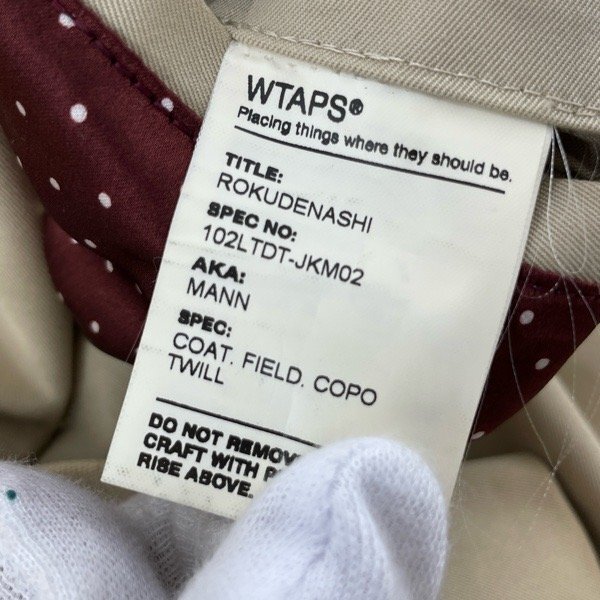 WTAPS®
Placing things where they should be.
TITLE:
ROKUDENASHI
SPEC NO:
102LTDT-JKM02
AKA:
MANN
SPEC:
COAT. FIELD. COPO
TWILL
DO NOT REMOV
CRAFT WITH
RISE ABOVE.